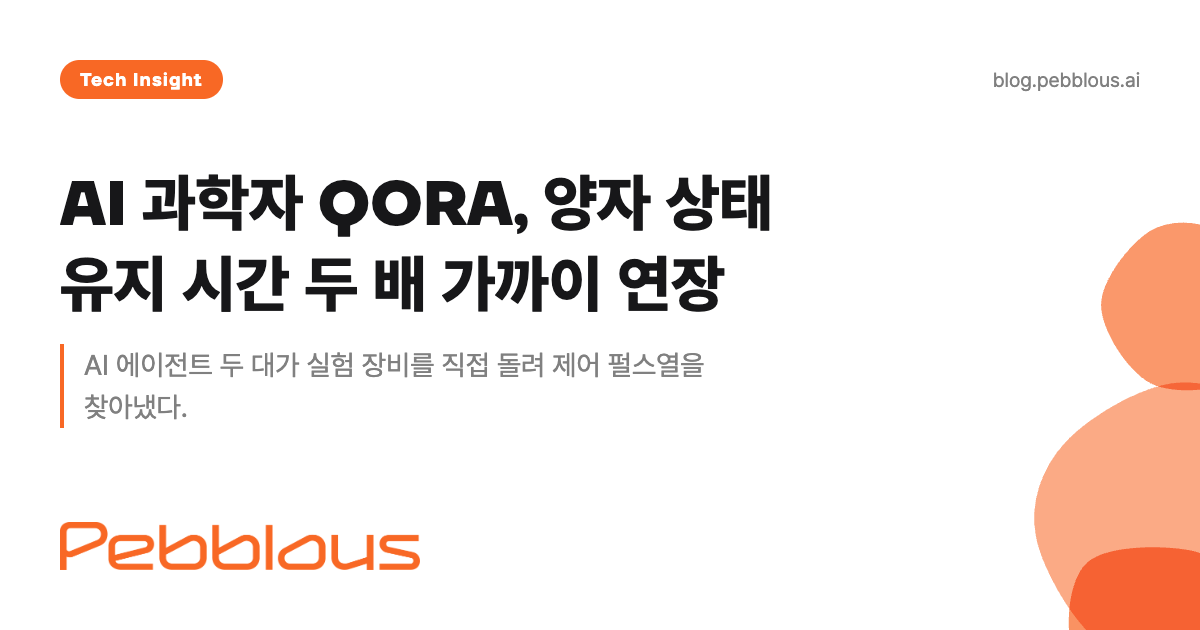 Tech Insight
blog.pebblous.ai
AI 과학자 QORA, 양자 상태
유지 시간 두 배 가까이 연장
AI 에이전트 두 대가 실험 장비를 직접 돌려 제어 펄스열을
찾아냈다.
Pebblous